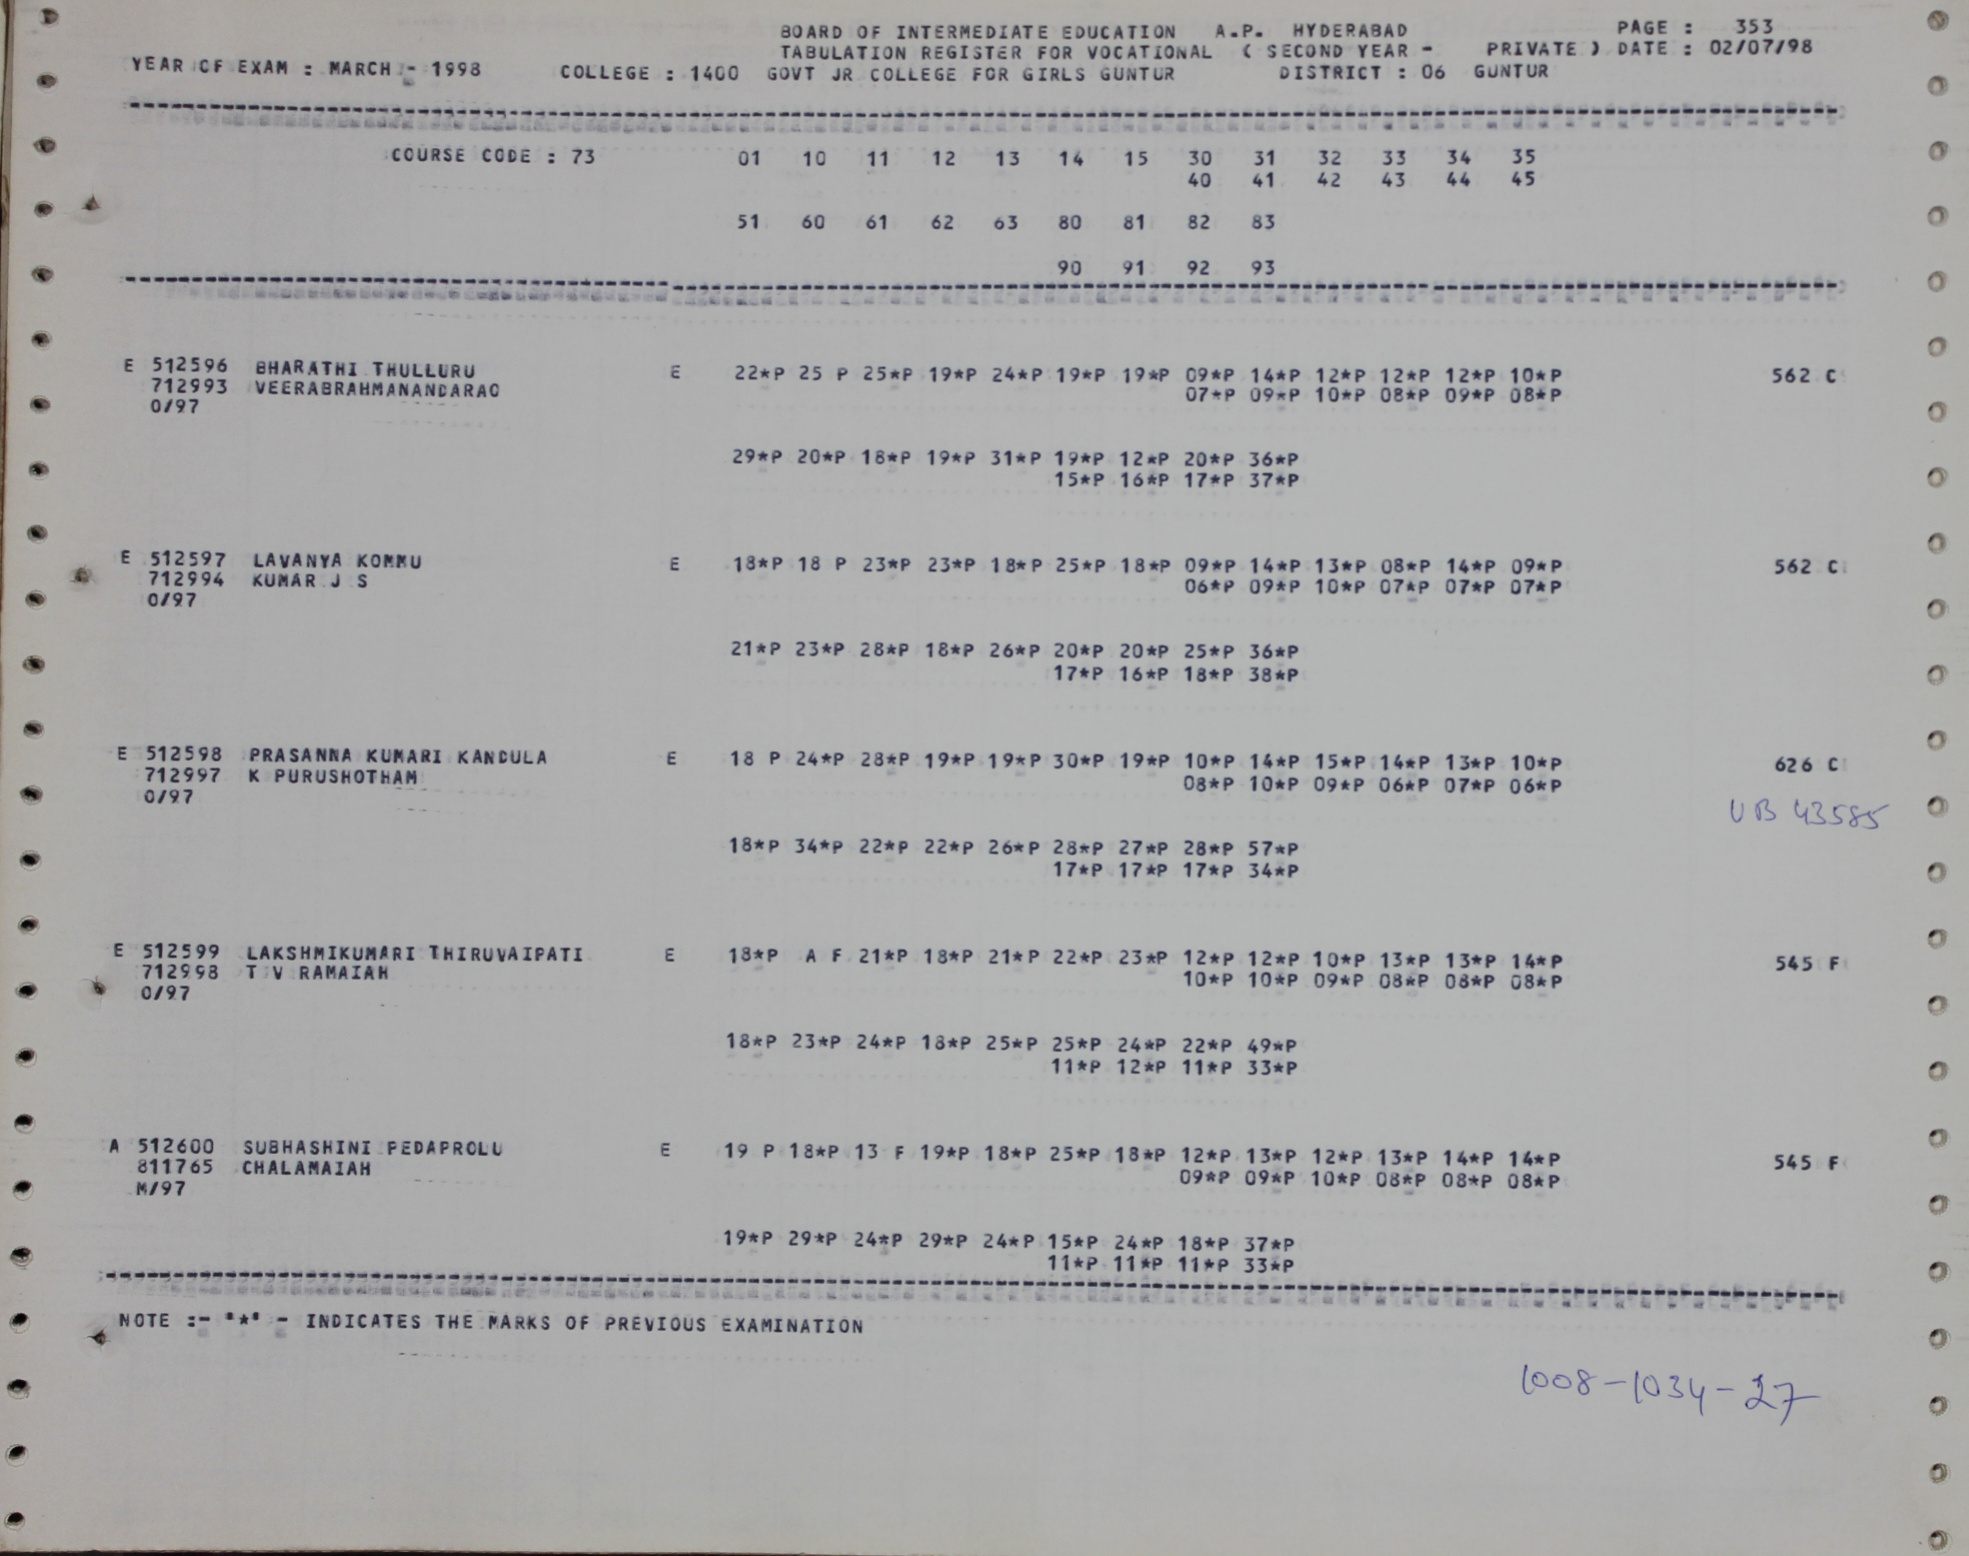 BOARD OF INTERMEDIATE EDUCATION A.P. HYDERABAD PAGE : 353
TABULATION REGISTER FOR VOCATIONAL ( SECOND YEAR - PRIVATE ) DATE : 02/07/98
YEAR OF EXAM : MARCH - 1998 COLLEGE : 1400 GOVT JR COLLEGE FOR GIRLS GUNTUR DISTRICT : 06 GUNTUR
COURSE CODE : 73 01 10 11 12 13 14 15 30 31 32 33 34 35
40 41 42 43 44 45
51 60 61 62 63 80 81 82 83
90 91 92 93
E 512596 BHARATHI THULLURU E 22*P 25 P 25*P 19*P 24*P 19*P 19*P 09*P 14*P 12*P 12*P 12*P 10*P 562 C
712993 VEERABRAHMANANDARAO 07*P 09*P 10*P 08*P 09*P 08*P
0/97
29*P 20*P 18*P 19*P 31*P 19*P 12*P 20*P 36*P
15*P 16*P 17*P 37*P
E 512597 LAVANYA KOMMU E 18*P 18 P 23*P 23*P 18*P 25*P 18*P 09*P 14*P 13*P 08*P 14*P 09*P 562 C
712994 KUMAR J S 06*P 09*P 10*P 07*P 07*P 07*P
0/97
21*P 23*P 28*P 18*P 26*P 20*P 20*P 25*P 36*P
17*P 16*P 18*P 38*P
E 512598 PRASANNA KUMARI KANDULA E 18 P 24*P 28*P 19*P 19*P 30*P 19*P 10*P 14*P 15*P 14*P 13*P 10*P 626 C
712997 K PURUSHOTHAM 08*P 10*P 09*P 06*P 07*P 06*P
0/97 VB 43585
18*P 34*P 22*P 22*P 26*P 28*P 27*P 28*P 57*P
17*P 17*P 17*P 34*P
E 512599 LAKSHMIKUMARI THIRUVAIPATI E 18*P A F 21*P 18*P 21*P 22*P 23*P 12*P 12*P 10*P 13*P 13*P 14*P 545 F
712998 T V RAMAIAH 10*P 10*P 09*P 08*P 08*P 08*P
0/97
18*P 23*P 24*P 18*P 25*P 25*P 24*P 22*P 49*P
11*P 12*P 11*P 33*P
A 512600 SUBHASHINI PEDAPROLU E 19 P 18*P 13 F 19*P 18*P 25*P 18*P 12*P 13*P 12*P 13*P 14*P 14*P 545 F
811765 CHALAMAIAH 09*P 09*P 10*P 08*P 08*P 08*P
M/97
19*P 29*P 24*P 29*P 24*P 15*P 24*P 18*P 37*P
11*P 11*P 11*P 33*P
NOTE :- "*" - INDICATES THE MARKS OF PREVIOUS EXAMINATION
1008-1034-27